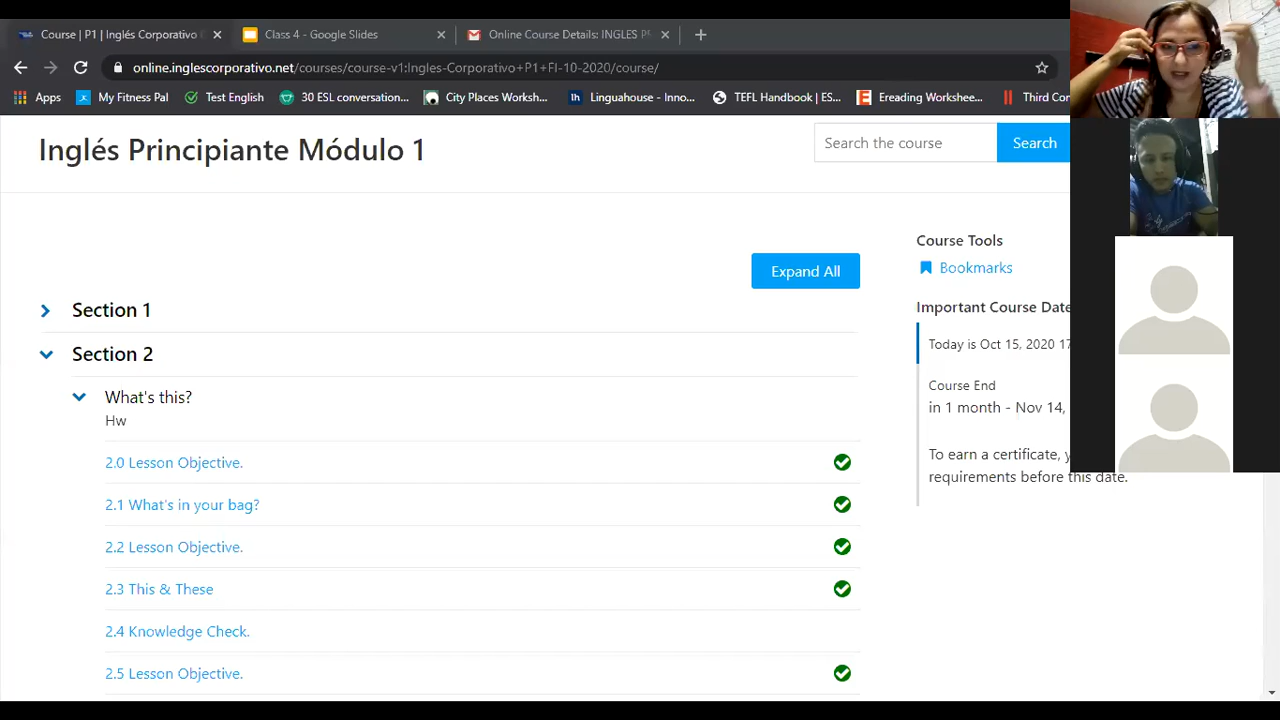 Course | P1 | Inglés Corporativo
Class 4 - Google Slides
Online Course Details: INGLES P
online.inglescorporativo.net/courses/course-v1:Ingles-Corporativo+P1+FI-10-2020/course/
Apps
My Fitness Pal
Test English
30 ESL conversation...
City Places Worksh...
Linguahouse - Inno...
TEFL Handbook | ES...
Ereading Workshee...
Third Con
Inglés Principiante Módulo 1
Search the course
Search
Course Tools
Bookmarks
Expand All
Important Course Date
Section 1
Today is Oct 15, 2020 17
Section 2
Course End
What's this?
in 1 month - Nov 14,
Hw
To earn a certificate, y
requirements before this date.
2.0 Lesson Objective.
2.1 What's in your bag?
2.2 Lesson Objective.
2.3 This & These
2.4 Knowledge Check.
2.5 Lesson Objective.